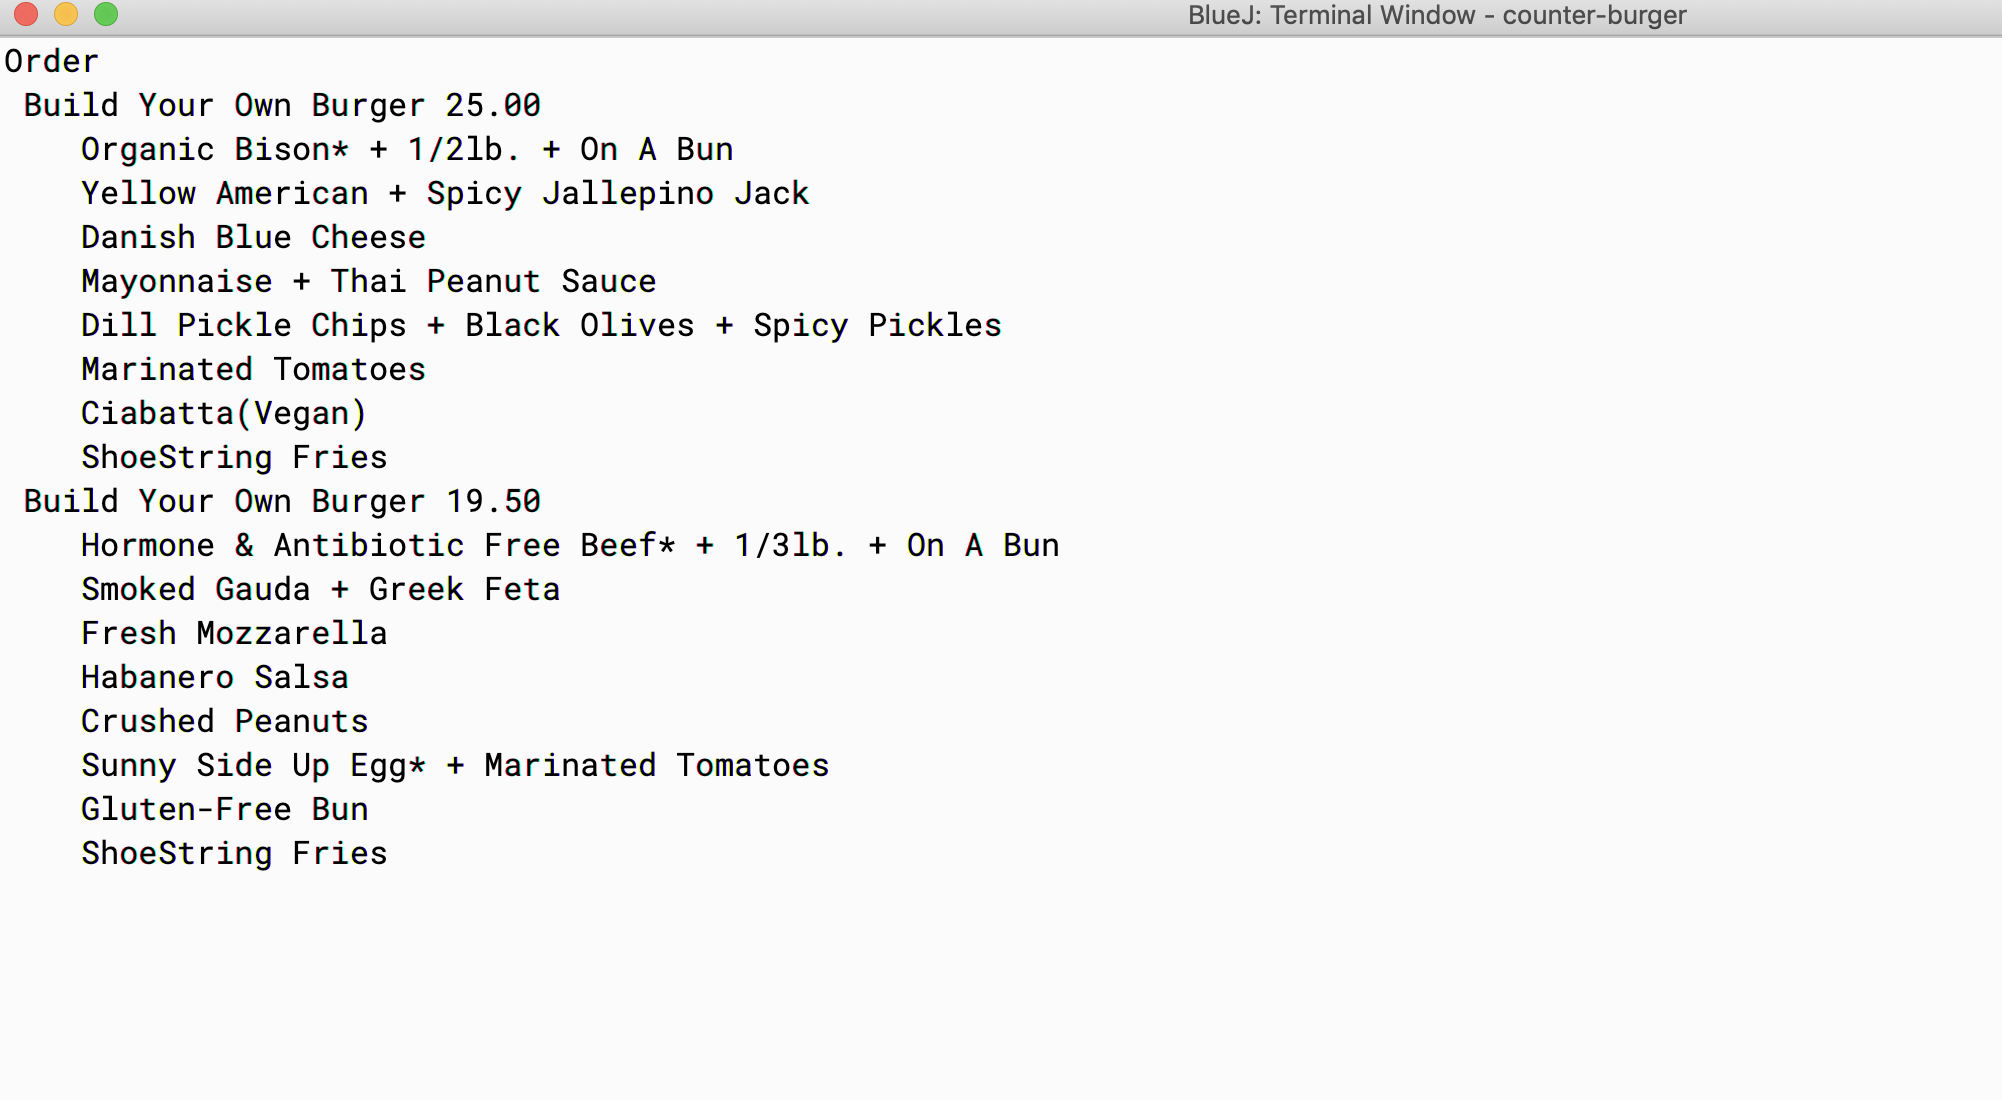 BlueJ: Terminal Window - counter-burger
Order
Build Your Own Burger 25.00
Organic Bison* + 1/2lb. + On A Bun
Yellow American + Spicy Jallepino Jack
Danish Blue Cheese
Mayonnaise + Thai Peanut Sauce
Dill Pickle Chips + Black Olives + Spicy Pickles
Marinated Tomatoes
Ciabatta(Vegan)
ShoeString Fries
Build Your Own Burger 19.50
Hormone & Antibiotic Free Beef* + 1/3lb. + On A Bun
Smoked Gauda + Greek Feta
Fresh Mozzarella
Habanero Salsa
Crushed Peanuts
Sunny Side Up Egg* + Marinated Tomatoes
Gluten-Free Bun
ShoeString Fries